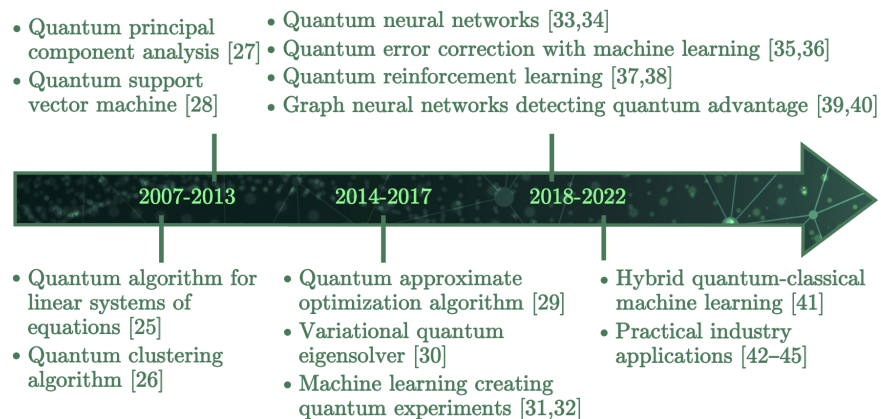 • Quantum principal
component analysis [27]
• Quantum support
vector machine [28]
• Quantum neural networks [33,34]
• Quantum error correction with machine learning [35,36]
• Quantum reinforcement learning [37,38]
• Graph neural networks detecting quantum advantage [39,40]
2007-2013
2014-2017
2018-2022
• Quantum algorithm for
linear systems of
equations [25]
• Quantum clustering
algorithm [26]
• Quantum approximate
optimization algorithm [29]
• Variational quantum
eigensolver [30]
• Machine learning creating
quantum experiments [31,32]
• Hybrid quantum-classical
machine learning [41]
• Practical industry
applications [42–45]